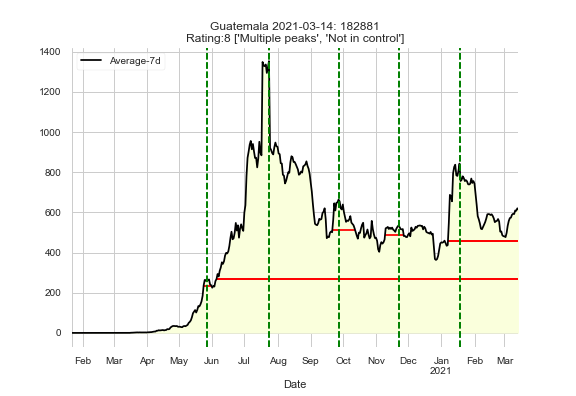 Guatemala 2021-03-14: 182881
Rating:8 ['Multiple peaks', 'Not in control']
Average-7d
1400
1200
1000
800
600
400
200
0
Feb Mar Apr May Jun Jul Aug Sep Oct Nov Dec Jan Feb Mar
2021
Date